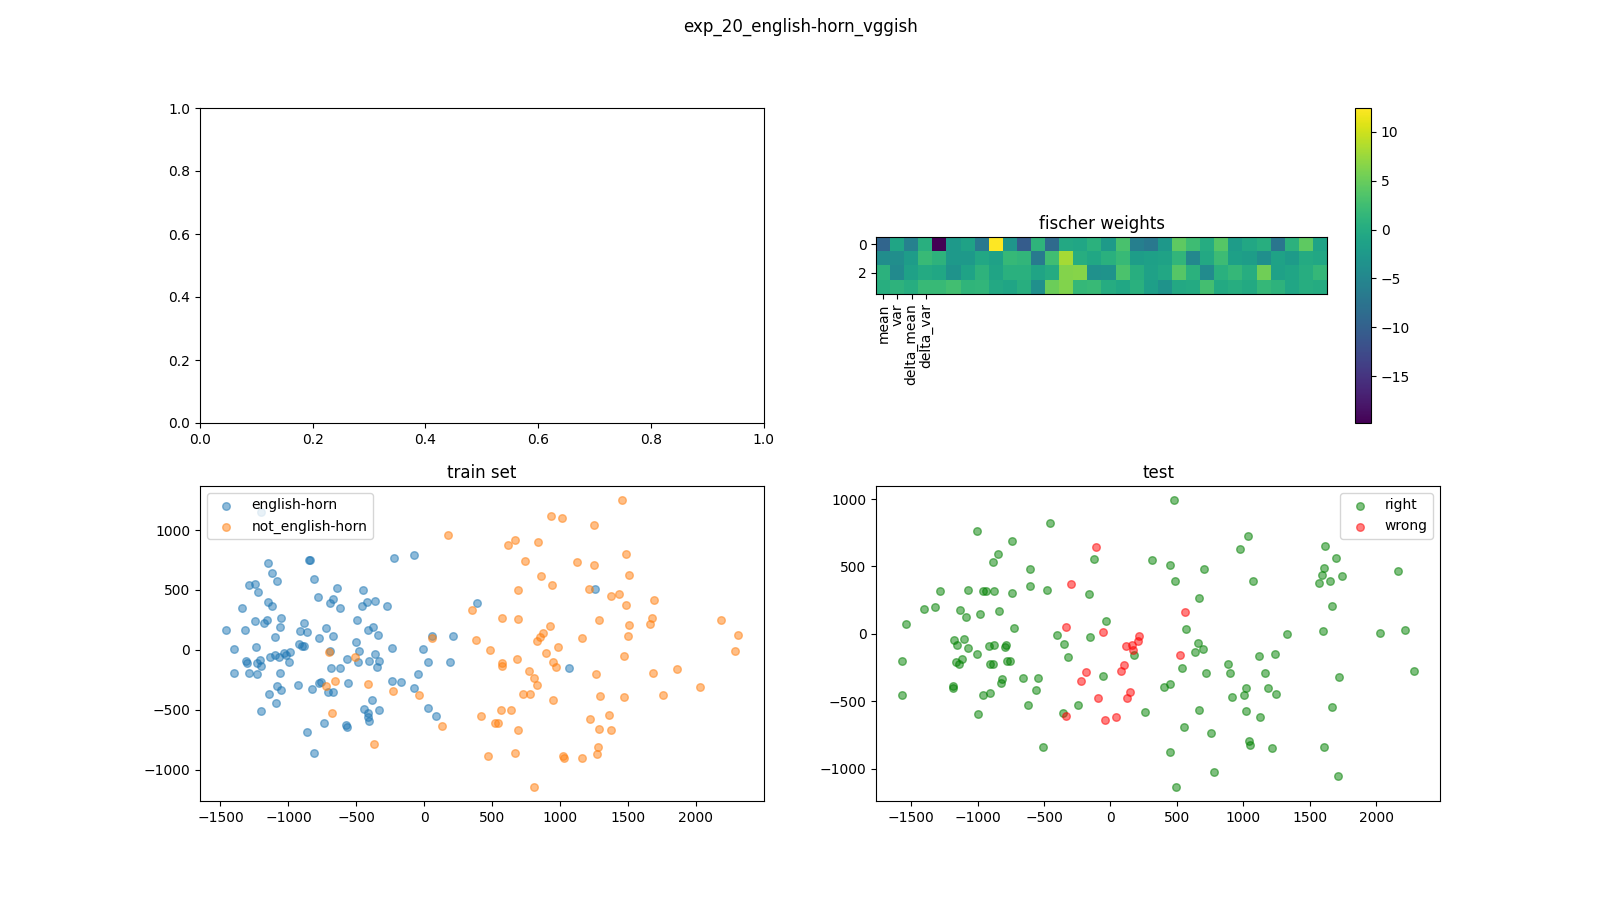 exp_20_english-horn_vggish
1.0
0.8
0.6
0.4
0.2
0.0
0.0 0.2 0.4 0.6 0.8 1.0
fischer weights
0
2
mean
var
delta_mean
delta_var
10
5
0
−5
−10
−15
train set
english-horn
not_english-horn
1000
500
0
−500
−1000
−1500 −1000 −500 0 500 1000 1500 2000
test
right
wrong
1000
500
0
−500
−1000
−1500 −1000 −500 0 500 1000 1500 2000